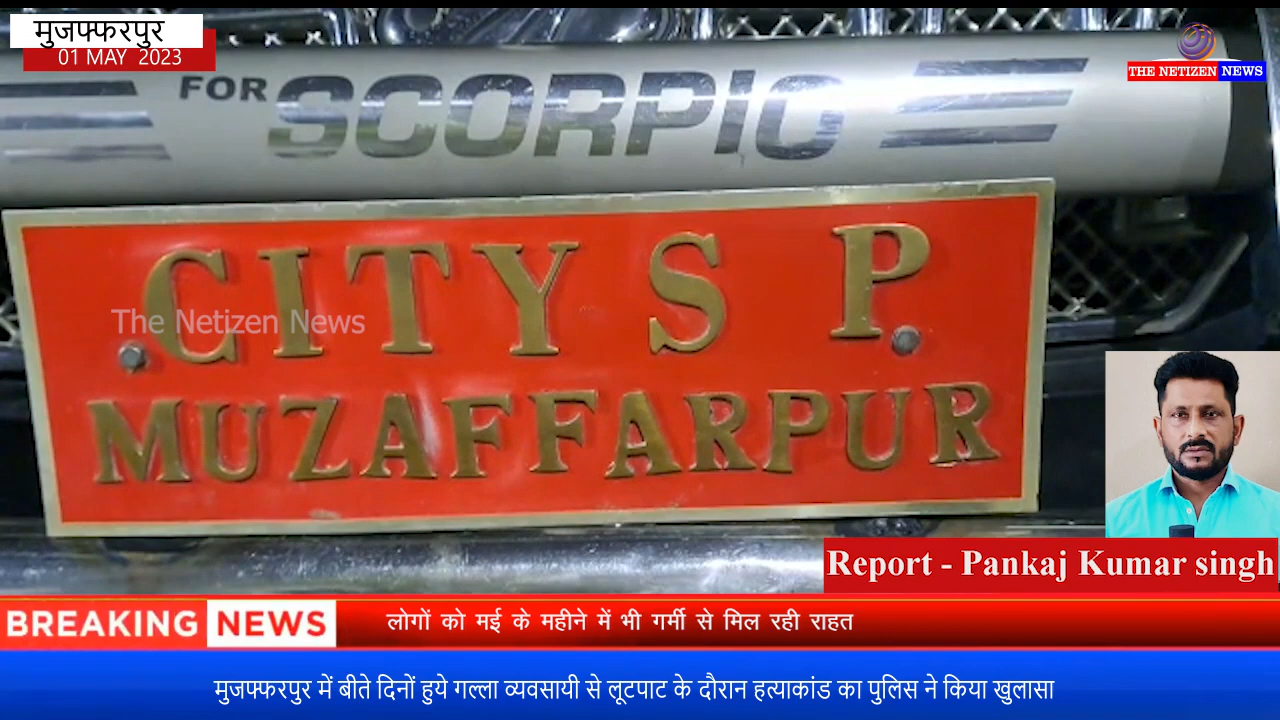 मुजफ्फरपुर
01 MAY 2023
THE NETIZEN NEWS
FOR SCORPIO
CITY S P
The Netizen News
MUZAFFARPUR
Report - Pankaj Kumar singh
BREAKING NEWS
लोगों को मई के महीने में भी गर्मी से मिल रही राहत
मुजफ्फरपुर में बीते दिनों हुये गल्ला व्यवसायी से लूटपाट के दौरान हत्याकांड का पुलिस ने किया खुलासा